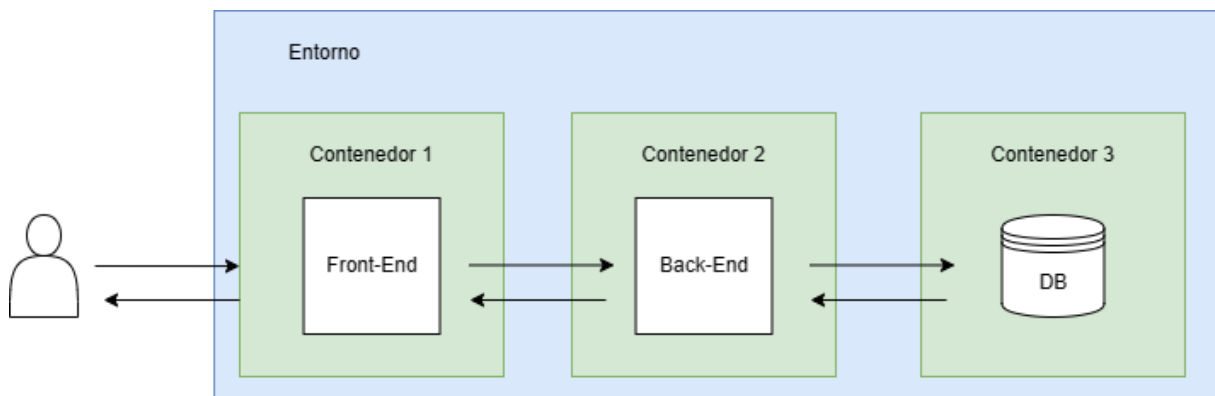 Entorno
Contenedor 1
Contenedor 2
Contenedor 3
Front-End
Back-End
DB